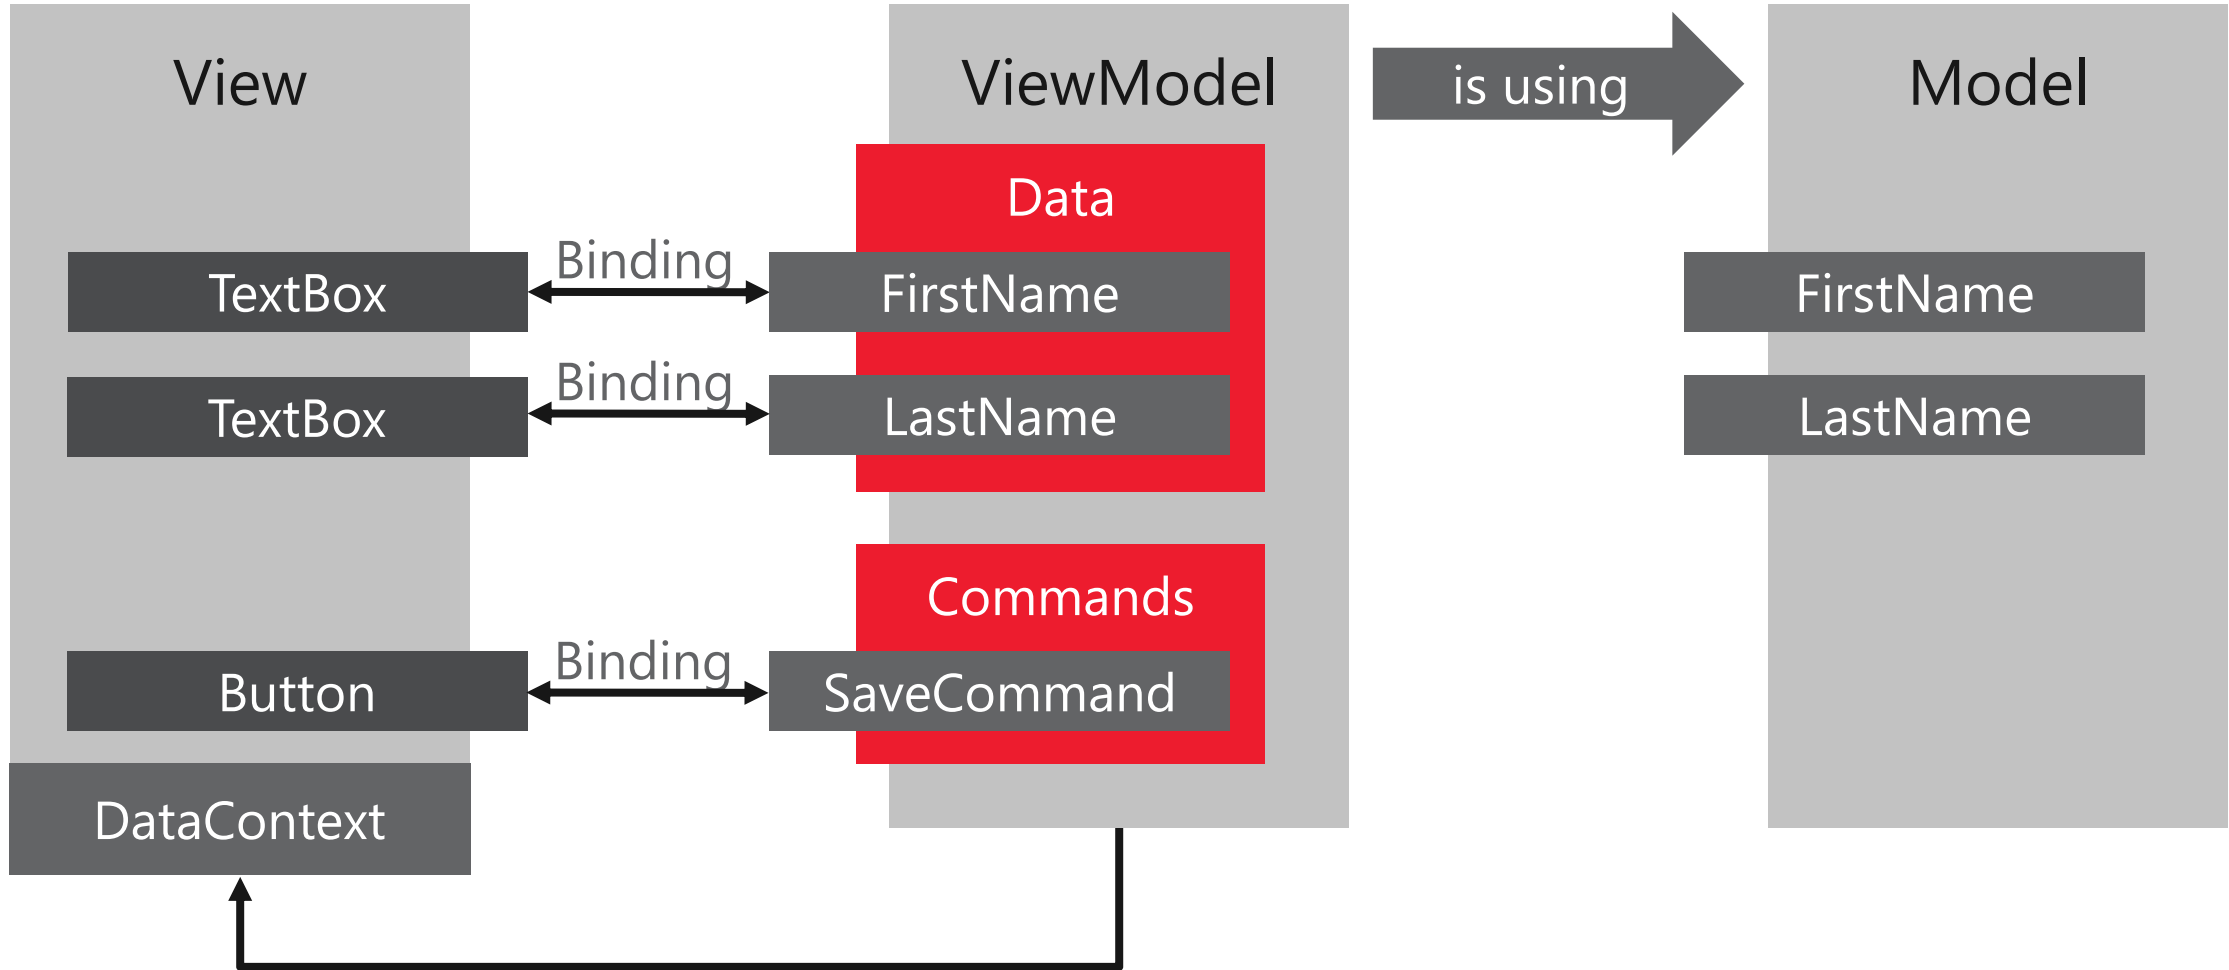 View
ViewModel
is using
Model
Data
TextBox
Binding
FirstName
FirstName
TextBox
Binding
LastName
LastName
Commands
Button
Binding
SaveCommand
DataContext